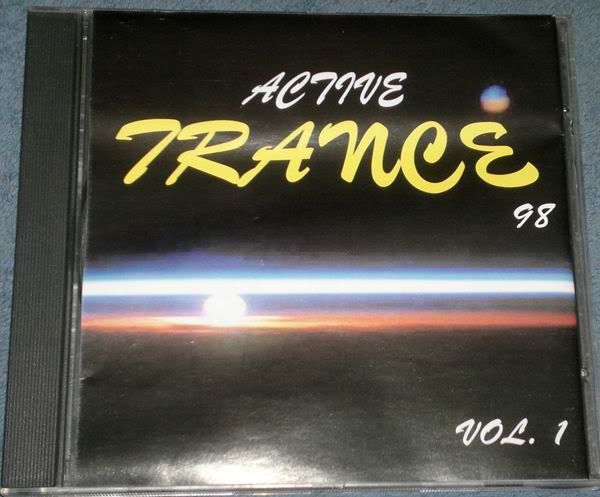 ACTIVE
TRANCE
98
VOL. 1